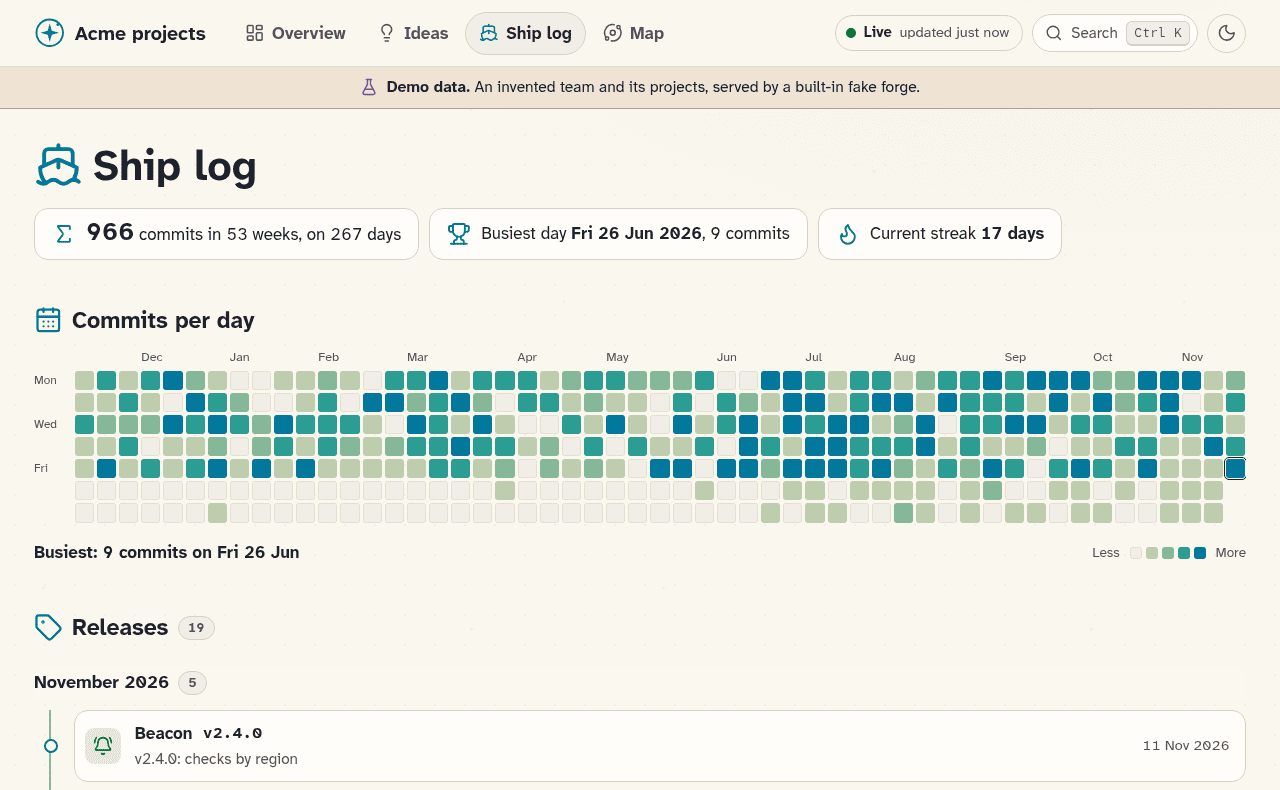 Acme projects Overview Ideas Ship log Map Live updated just now Search Ctrl K
Demo data. An invented team and its projects, served by a built-in fake forge.
Ship log
966 commits in 53 weeks, on 267 days Busiest day Fri 26 Jun 2026, 9 commits Current streak 17 days
Commits per day
Dec Jan Feb Mar Apr May Jun Jul Aug Sep Oct Nov
Mon
Wed
Fri
Busiest: 9 commits on Fri 26 Jun Less More
Releases 19
November 2026 5
Beacon v2.4.0
v2.4.0: checks by region 11 Nov 2026